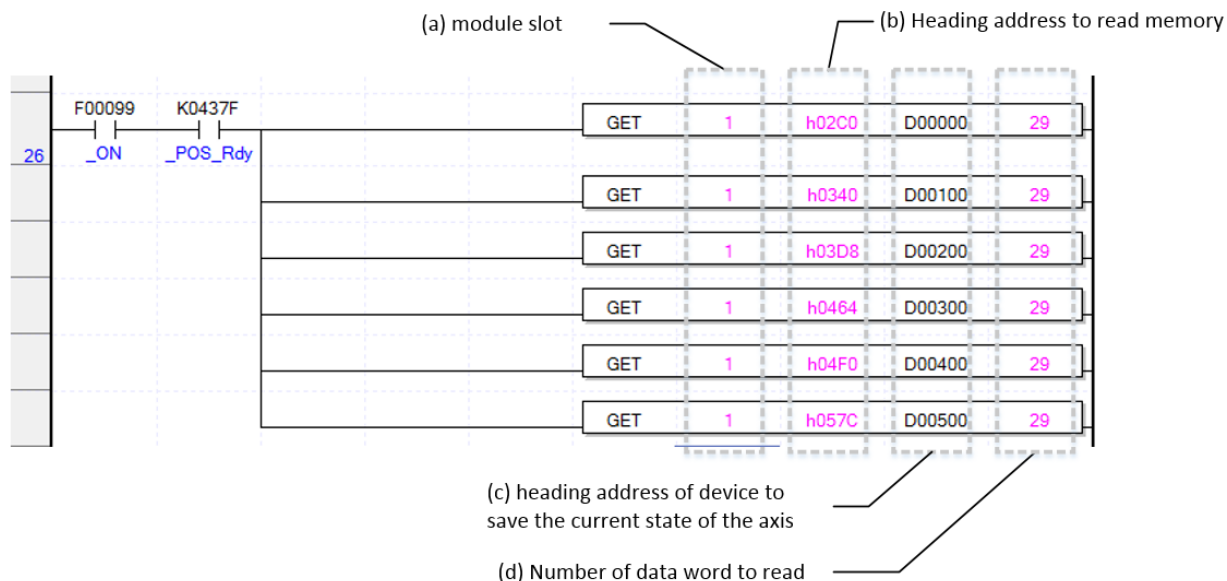 (a) module slot
(b) Heading address to read memory
F00099 K0437F
GET 1 h02C0 D00000 29
26 _ON _POS_Rdy
GET 1 h0340 D00100 29
GET 1 h03D8 D00200 29
GET 1 h0464 D00300 29
GET 1 h04F0 D00400 29
GET 1 h057C D00500 29
(c) heading address of device to
save the current state of the axis
(d) Number of data word to read